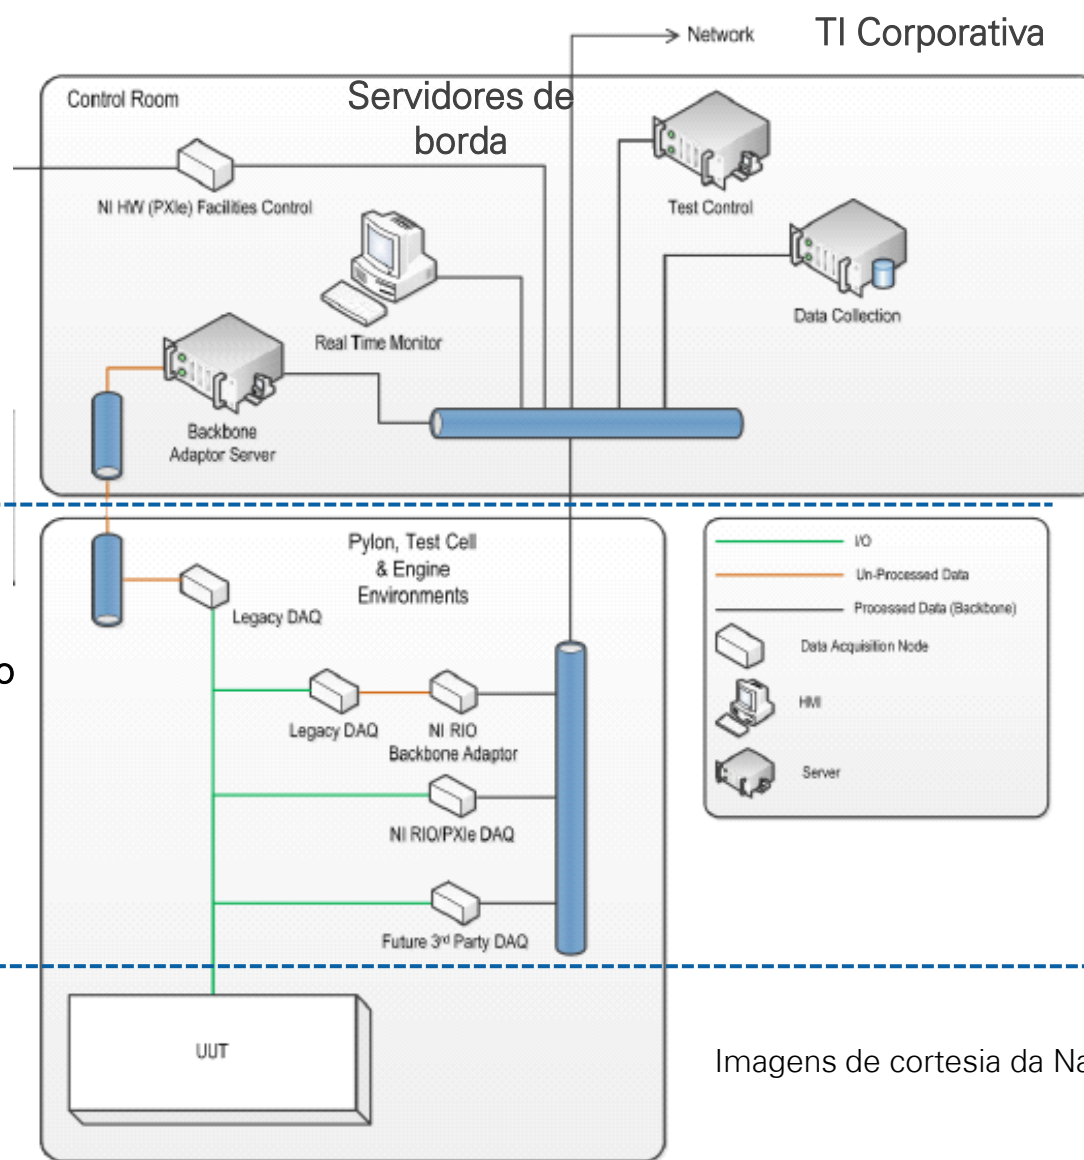 Network
TI Corporativa
Control Room
Servidores de
borda
NI HW (PXIe) Facilities Control
Test Control
Data Collection
Real Time Monitor
Backbone
Adaptor Server
Pylon, Test Cell
& Engine
Environments
I/O
Un-Processed Data
Processed Data (Backbone)
Data Acquisition Node
HMI
Server
Legacy DAQ
o
Legacy DAQ
NI RIO
Backbone Adaptor
NI RIO/PXIe DAQ
Future 3rd Party DAQ
UUT
Imagens de cortesia da Na